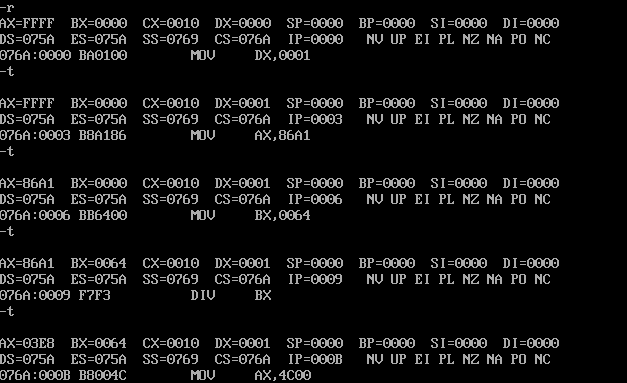 -r
AX=FFFF BX=0000 CX=0010 DX=0000 SP=0000 BP=0000 SI=0000 DI=0000
DS=075A ES=075A SS=0769 CS=076A IP=0000 NV UP EI PL NZ NA PO NC
076A:0000 BA0100 MOV DX,0001
-t
AX=FFFF BX=0000 CX=0010 DX=0001 SP=0000 BP=0000 SI=0000 DI=0000
DS=075A ES=075A SS=0769 CS=076A IP=0003 NV UP EI PL NZ NA PO NC
076A:0003 B8A186 MOV AX,86A1
-t
AX=86A1 BX=0000 CX=0010 DX=0001 SP=0000 BP=0000 SI=0000 DI=0000
DS=075A ES=075A SS=0769 CS=076A IP=0006 NV UP EI PL NZ NA PO NC
076A:0006 BB6400 MOV BX,0064
-t
AX=86A1 BX=0064 CX=0010 DX=0001 SP=0000 BP=0000 SI=0000 DI=0000
DS=075A ES=075A SS=0769 CS=076A IP=0009 NV UP EI PL NZ NA PO NC
076A:0009 F7F3 DIV BX
-t
AX=03E8 BX=0064 CX=0010 DX=0001 SP=0000 BP=0000 SI=0000 DI=0000
DS=075A ES=075A SS=0769 CS=076A IP=000B NV UP EI PL NZ NA PO NC
076A:000B B8004C MOV AX,4C00